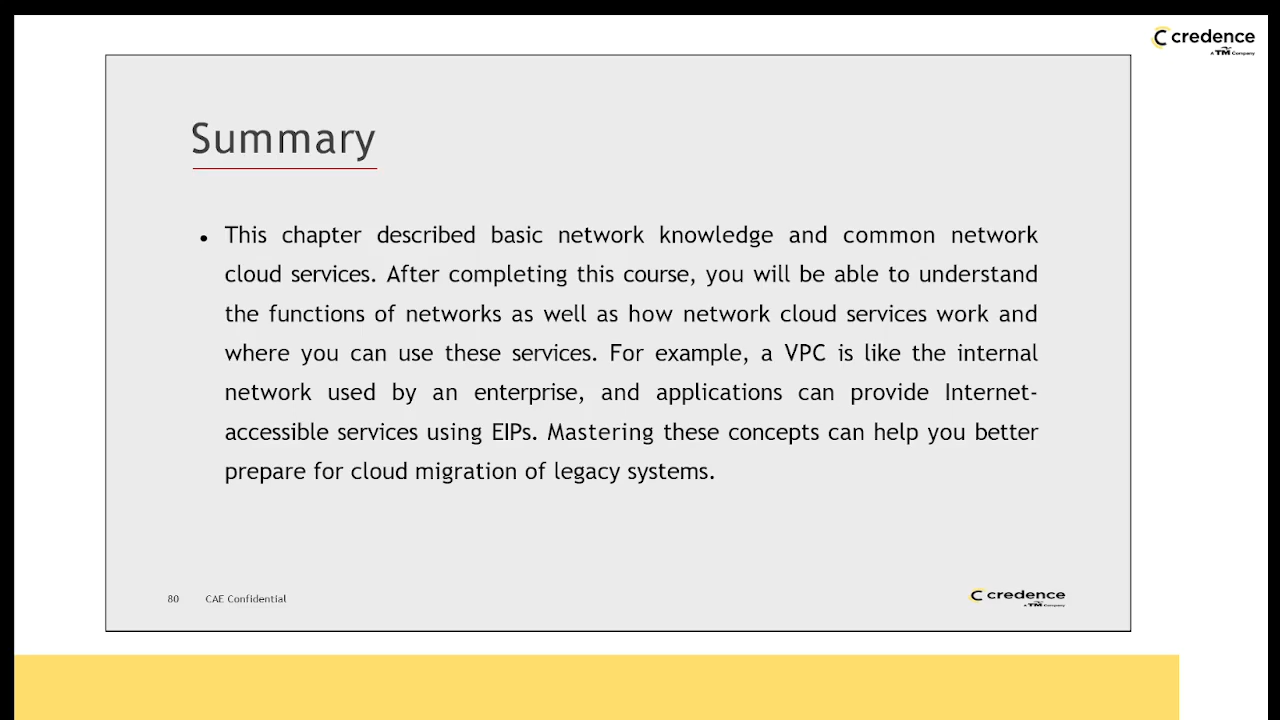 credence
A TM Company
Summary
• This chapter described basic network knowledge and common network
cloud services. After completing this course, you will be able to understand
the functions of networks as well as how network cloud services work and
where you can use these services. For example, a VPC is like the internal
network used by an enterprise, and applications can provide Internet-
accessible services using EIPs. Mastering these concepts can help you better
prepare for cloud migration of legacy systems.
80 CAE Confidential
credence
A TM Company